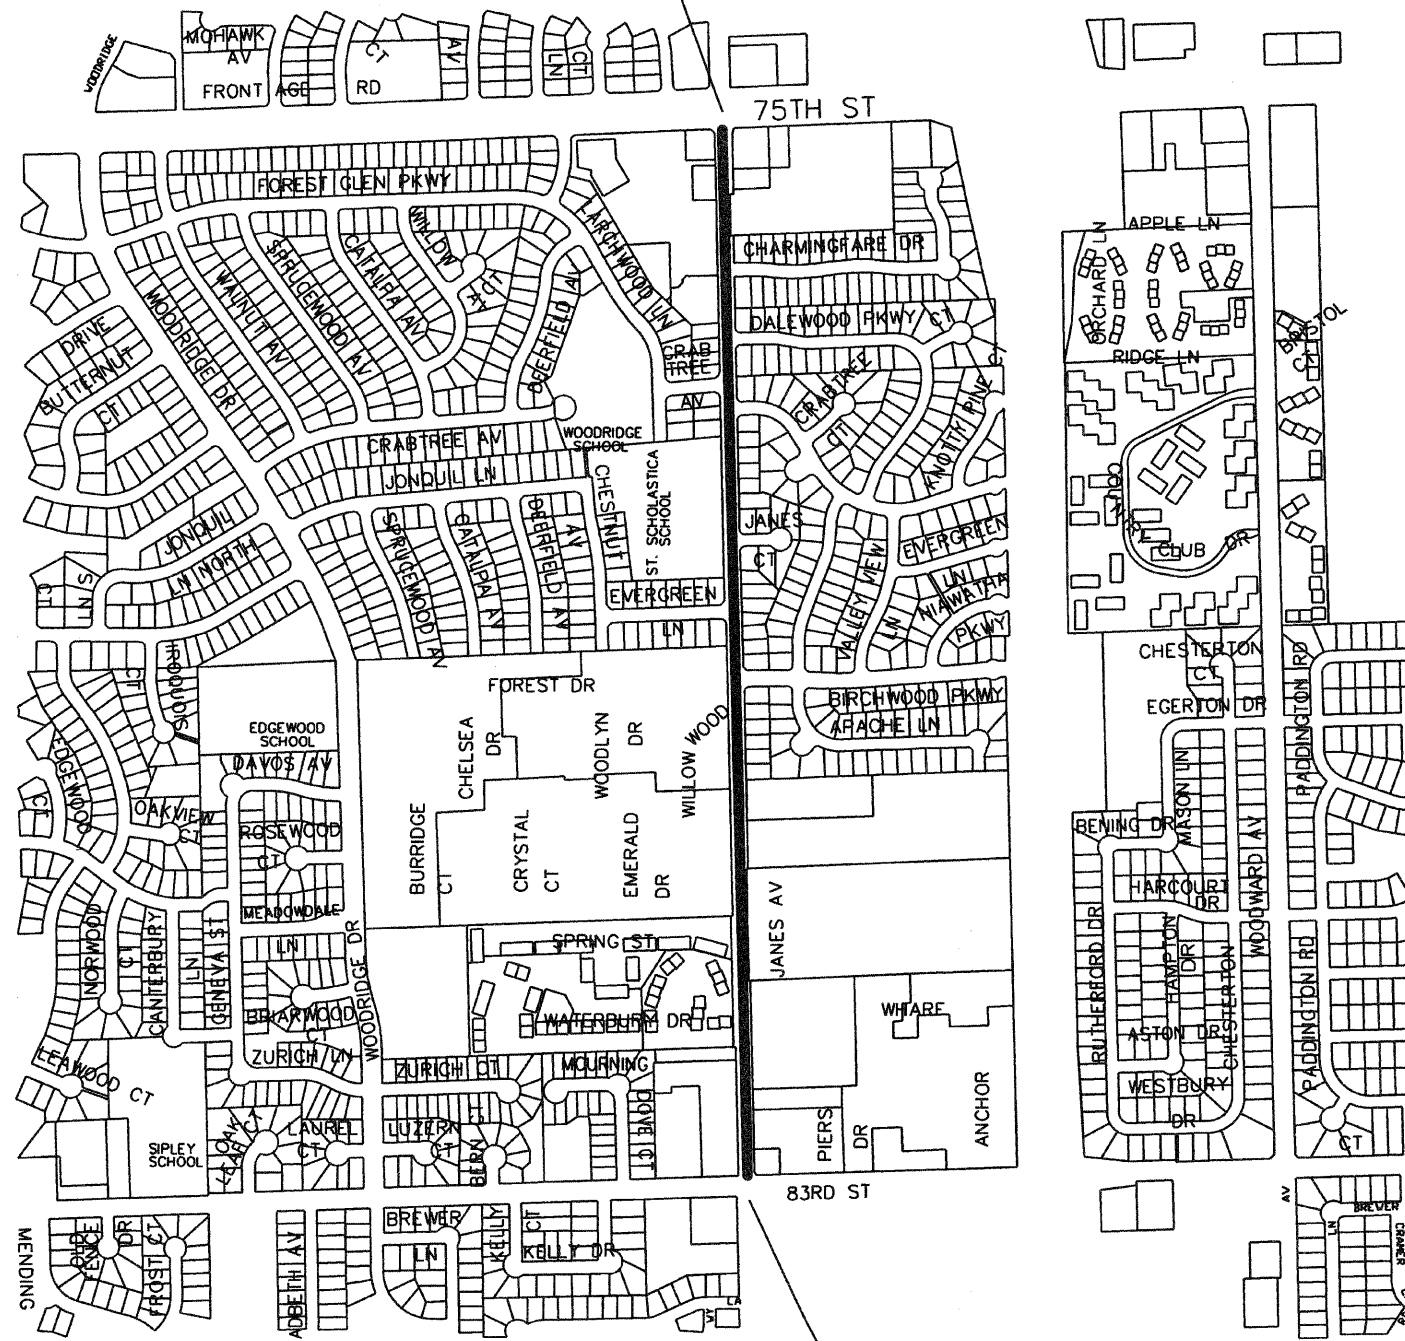 WOODRIDGE
MOHAWK
AV
CT
AV
LN
CT
FRONTAGE RD
75TH ST
FOREST GLEN PKWY
LARCHWOOD LN
WILLOW
CT
AV
CATALPA AV
SPRUCEWOOD AV
WALNUT AV
WOODRIDGE DR
DEERFIELD AV
CHARMINGFARE DR
DALEWOOD PKWY
CT
APPLE LN
ORCHARD LN
RIDGE LN
BRISTOL
CT
DRIVE
BUTTERNUT
CT
CRAB
TREE
AV
CRABTREE
CT
KNOTTY PINE
CT
CRABTREE AV
WOODRIDGE
SCHOOL
JONQUIL LN
CHESTNUT
ST. SCHOLASTICA
SCHOOL
JONQUIL
LN NORTH
SPRUCEWOOD AV
CATALPA AV
DEERFIELD AV
AV
JANES
CT
EVERGREEN
LN
HIAWATHA
PKWY
VALLEY VIEW
LN
COUNTRY
CLUB DR
CT
LN S
EVERGREEN
LN
CT
IROQUOIS
CHESTERTON
CT
EGERTON DR
PADDINGTON RD
FOREST DR
BIRCHWOOD PKWY
APACHE LN
EDGEWOOD
SCHOOL
DAVOS AV
CHELSEA
DR
WOODLYN
DR
WILLOW WOOD
EDGEWOOD
CT
OAKVIEW
CT
ROSEWOOD
CT
BURRIDGE
CT
CRYSTAL
CT
EMERALD
DR
BENING DR
MASON LN
WOODWARD AV
HARCOURT
DR
MEADOWDALE
LN
NORWOOD
CT
CANTERBURY
LN
GENEVA ST
WOODRIDGE DR
SPRING ST
JANES AV
RUTHERFORD DR
HAMPTON
DR
CHESTERTON
PADDINGTON RD
BRIARWOOD
CT
WATERBURY DR
WHARF
ASTON DR
LEAWOOD CT
ZURICH LN
ZURICH CT
MOURNING
DOVE CT
WESTBURY
DR
SIPLEY
SCHOOL
OAK
LEAF CT
LAUREL
CT
LUZERN
CT
BERN
CT
PIERS
DR
ANCHOR
CT
83RD ST
MENDING
OLD
FENCE
DR
FROST CT
BREWER
LN
KELLY
CT
KELLY DR
LA
AV
AV
BREWER
LN
CRAMER